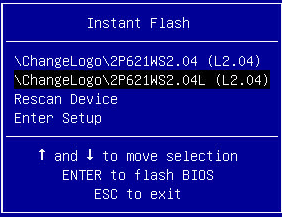 Instant Flash
\ChangeLogo\2P621WS2.04 (L2.04)
\ChangeLogo\2P621WS2.04L (L2.04)
Rescan Device
Enter Setup
↑ and ↓ to move selection
ENTER to flash BIOS
ESC to exit